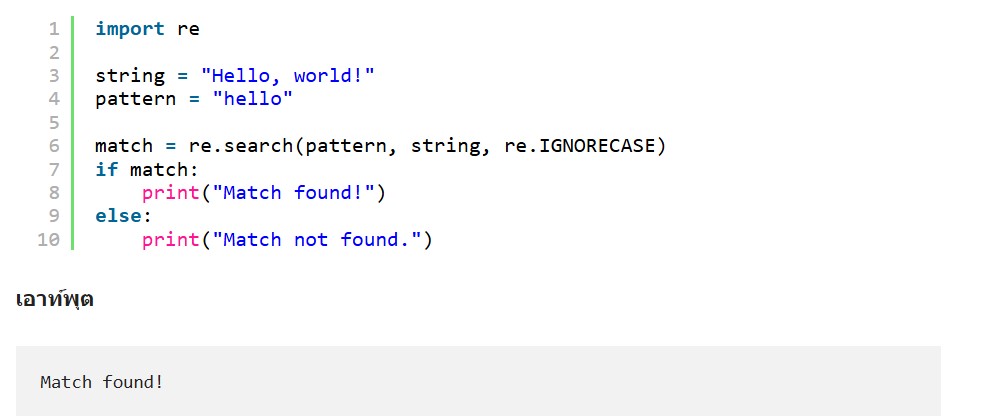 1 import re
2
3 string = "Hello, world!"
4 pattern = "hello"
5
6 match = re.search(pattern, string, re.IGNORECASE)
7 if match:
8     print("Match found!")
9 else:
10     print("Match not found.")
เอาท์พุต
Match found!